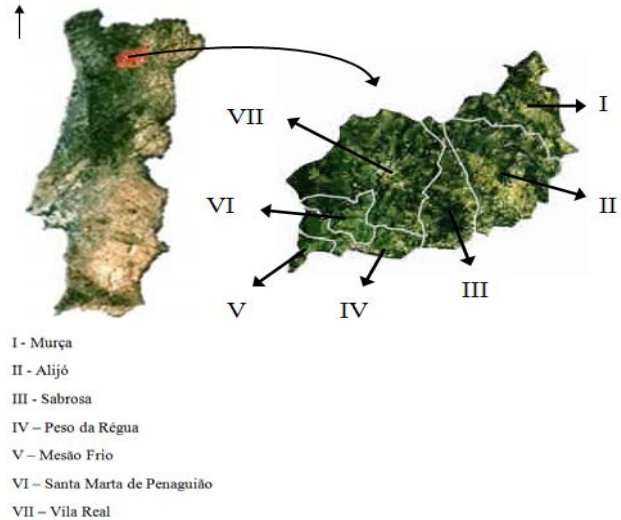 I
VII
VI
II
III
V
IV
I - Murça
II - Alijó
III - Sabrosa
IV – Peso da Régua
V – Mesão Frio
VI – Santa Marta de Penaguião
VII – Vila Real